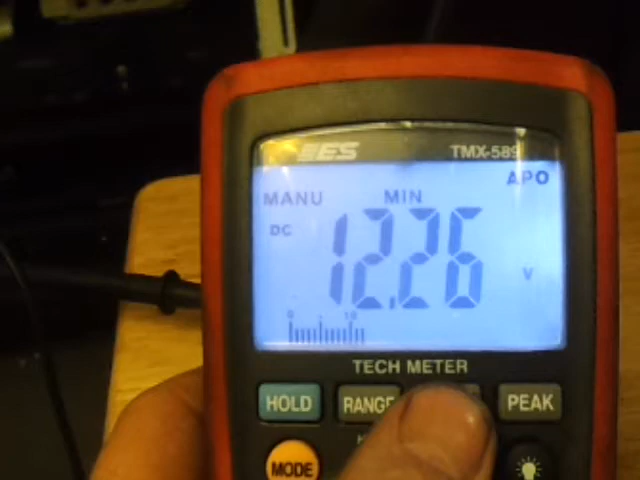 ES TMX-589
APO
MANU MIN
DC 12.26 V
0 10
TECH METER
HOLD RANGE PEAK
MODE